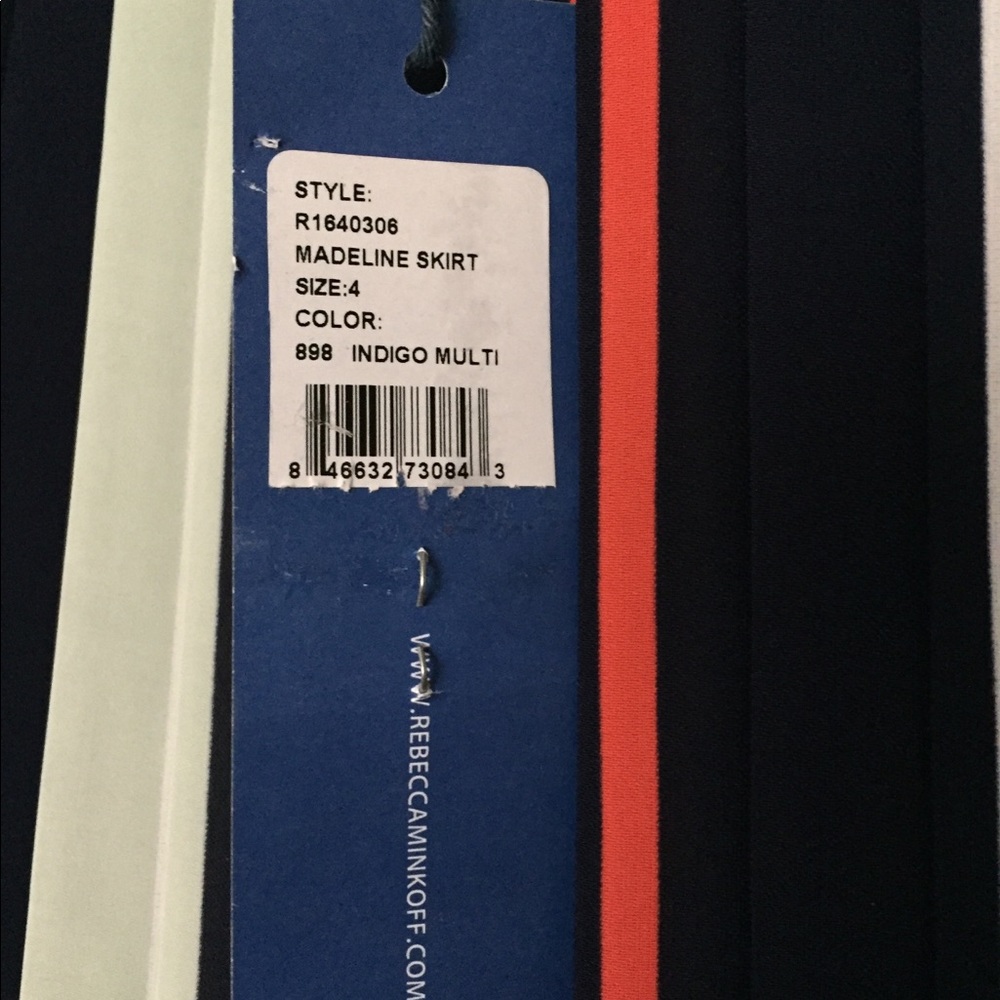 STYLE:
R1640306
MADELINE SKIRT
SIZE:4
COLOR:
898 INDIGO MULTI
8 46632 73084 3
WWW.REBECCAMINKOFF.COM